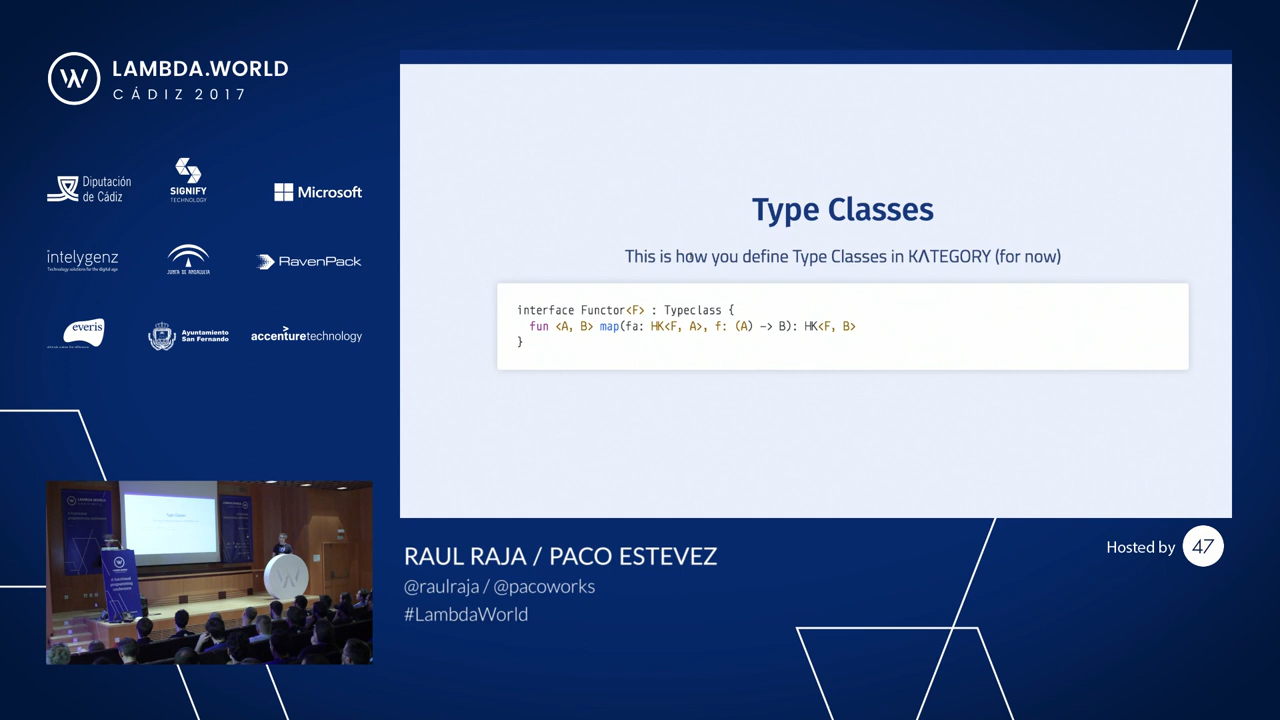 LAMBDA.WORLD
CÁDIZ 2017
Diputación
de Cádiz
SIGNIFY
TECHNOLOGY
Microsoft
intelygenz
Technology solutions for the digital age
JUNTA DE ANDALUCIA
RavenPack
everis
Ayuntamiento
San Fernando
accenturetechnology
Type Classes
This is how you define Type Classes in KΛTEGORY (for now)
interface Functor<F> : Typeclass {
  fun <A, B> map(fa: HK<F, A>, f: (A) -> B): HK<F, B>
}
RAUL RAJA / PACO ESTEVEZ
@raulraja / @pacoworks
#LambdaWorld
Hosted by 47